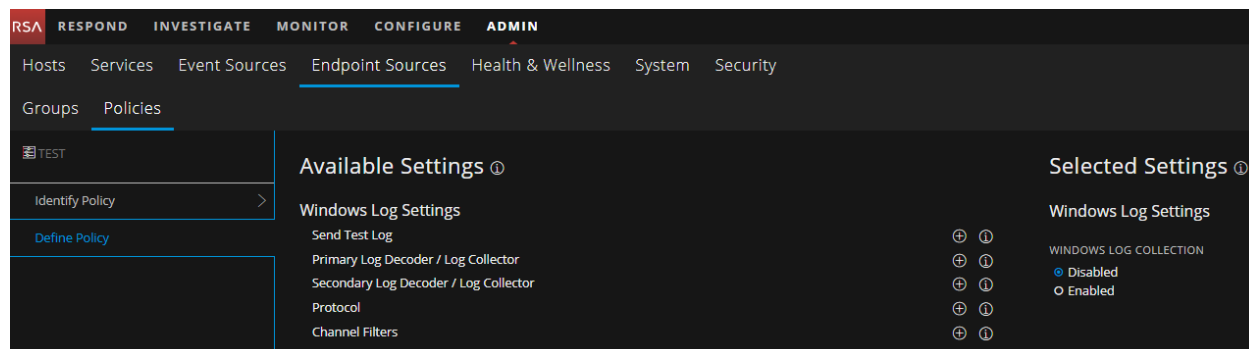 RSA RESPOND INVESTIGATE MONITOR CONFIGURE ADMIN
Hosts Services Event Sources Endpoint Sources Health & Wellness System Security
Groups Policies
TEST
Identify Policy
Define Policy
Available Settings
Windows Log Settings
Send Test Log
Primary Log Decoder / Log Collector
Secondary Log Decoder / Log Collector
Protocol
Channel Filters
Selected Settings
Windows Log Settings
WINDOWS LOG COLLECTION
Disabled
Enabled